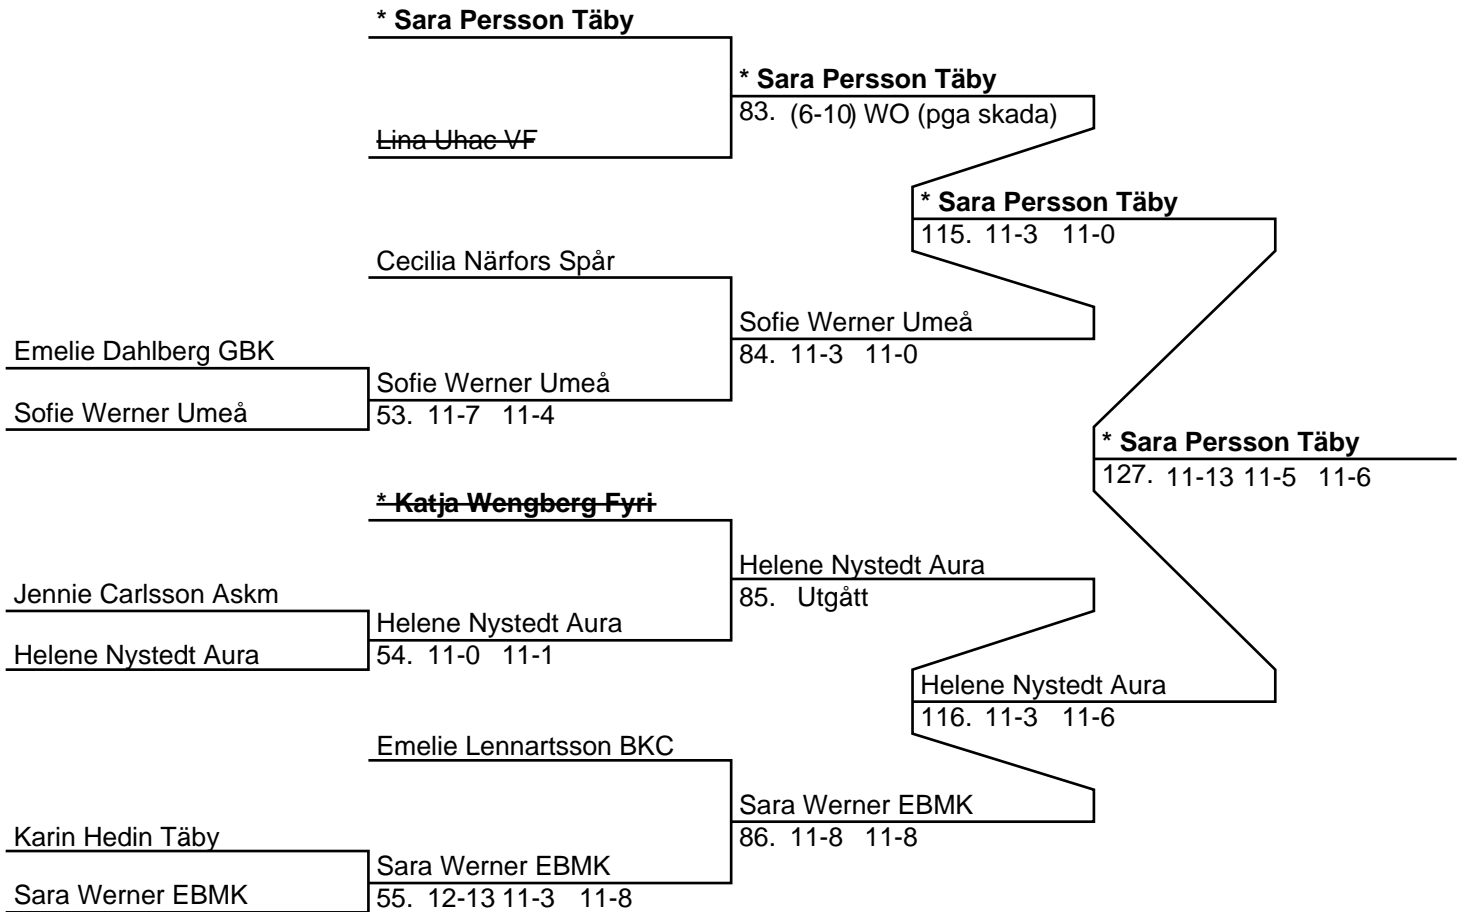 * Sara Persson Täby
* Sara Persson Täby
83. (6-10) WO (pga skada)
Lina Uhac VF
* Sara Persson Täby
115. 11-3 11-0
Cecilia Närfors Spår
Sofie Werner Umeå
84. 11-3 11-0
Emelie Dahlberg GBK
Sofie Werner Umeå
53. 11-7 11-4
Sofie Werner Umeå
* Sara Persson Täby
127. 11-13 11-5 11-6
* Katja Wengberg Fyri
Helene Nystedt Aura
85. Utgått
Jennie Carlsson Askm
Helene Nystedt Aura
54. 11-0 11-1
Helene Nystedt Aura
Helene Nystedt Aura
116. 11-3 11-6
Emelie Lennartsson BKC
Sara Werner EBMK
86. 11-8 11-8
Karin Hedin Täby
Sara Werner EBMK
55. 12-13 11-3 11-8
Sara Werner EBMK